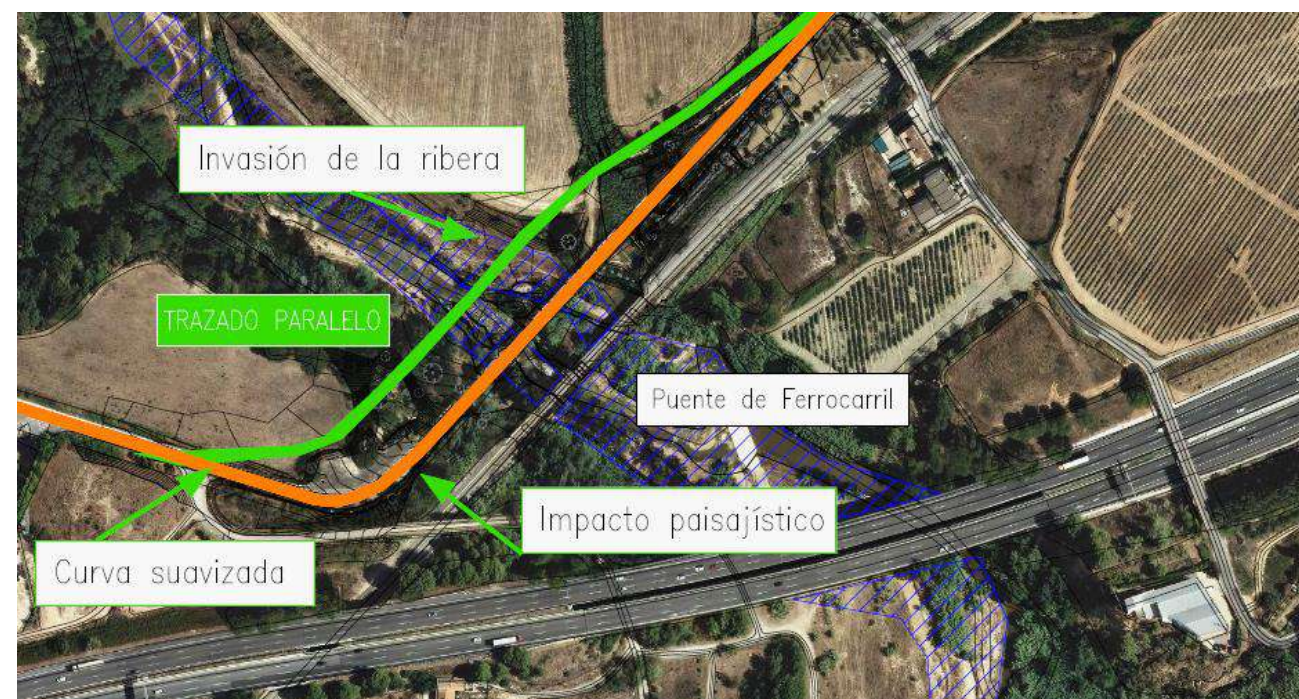 Invasión de la ribera
TRAZADO PARALELO
Puente de Ferrocarril
Impacto paisajístico
Curva suavizada